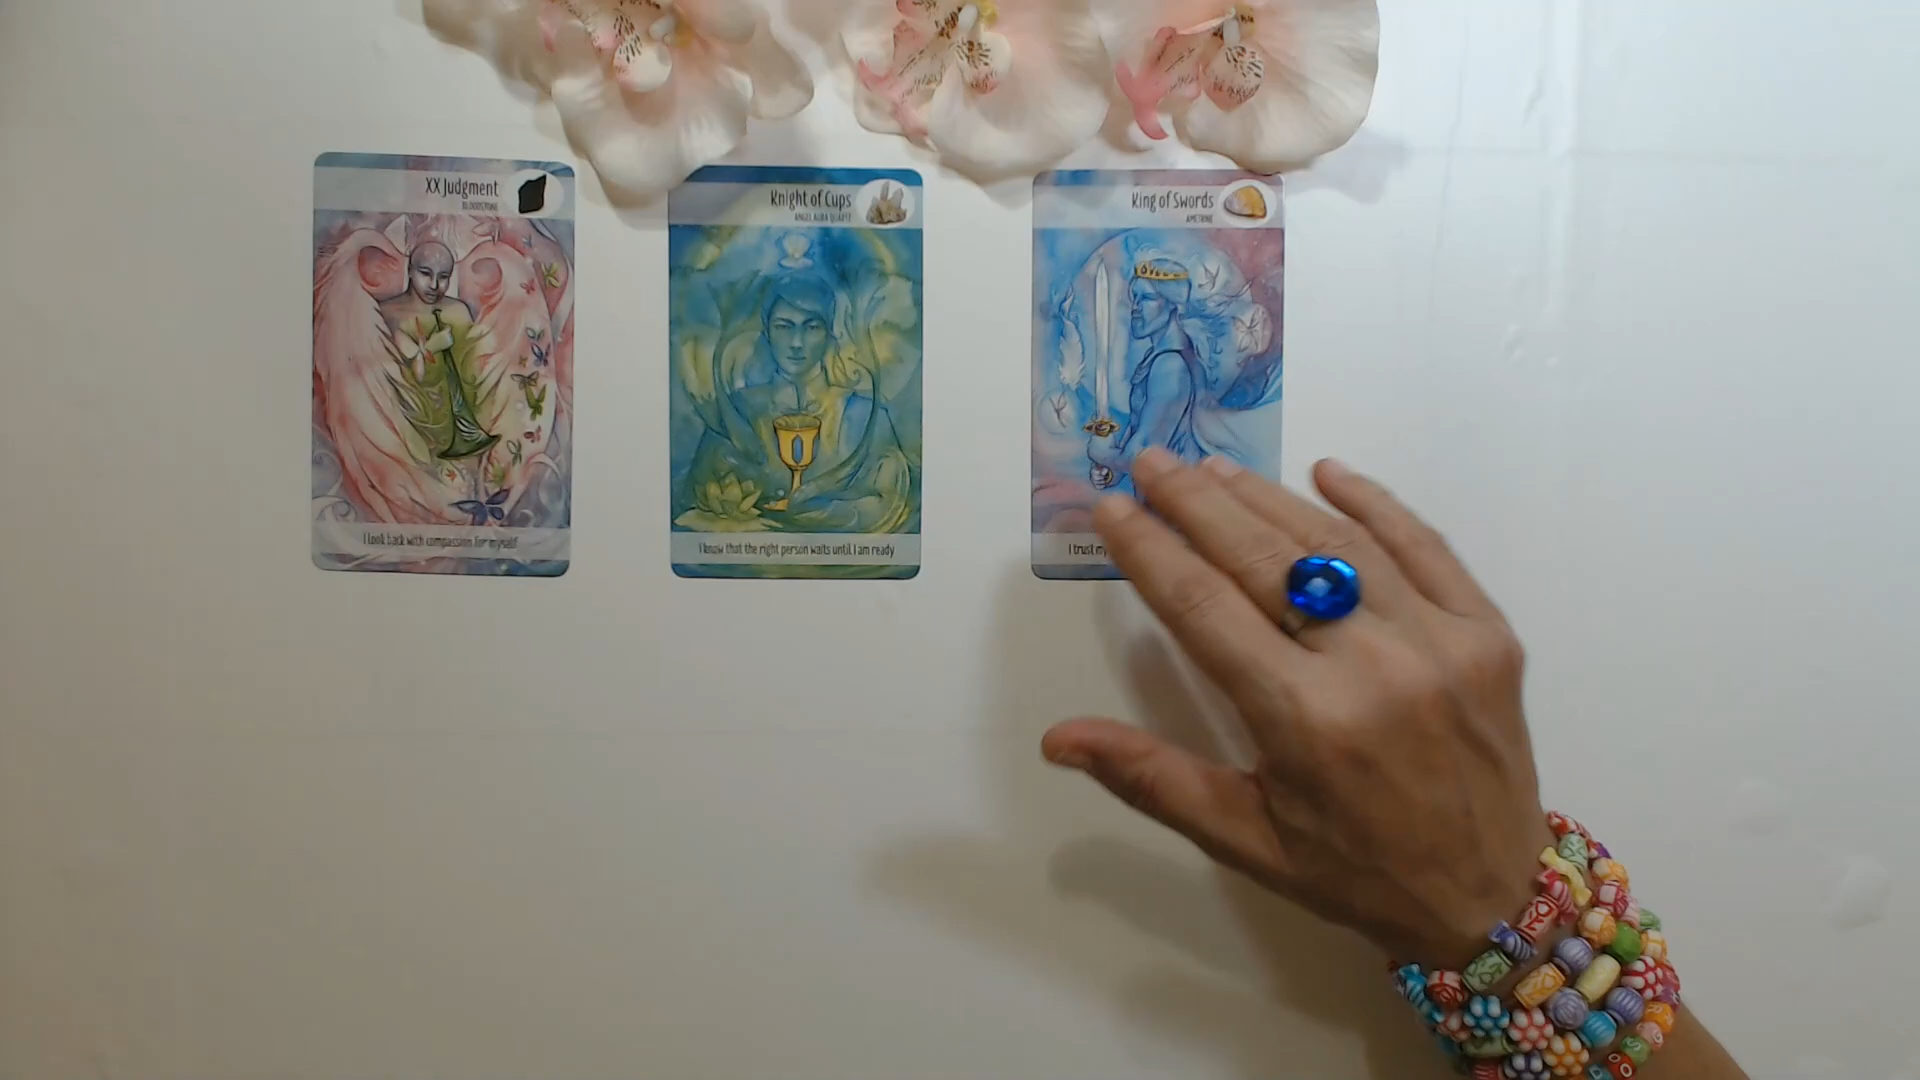 XX Judgment
BLOODSTONE
I look back with compassion for myself
Knight of Cups
ANGEL AURA QUARTZ
I know that the right person waits until I am ready
King of Swords
AMETRINE
I trust my